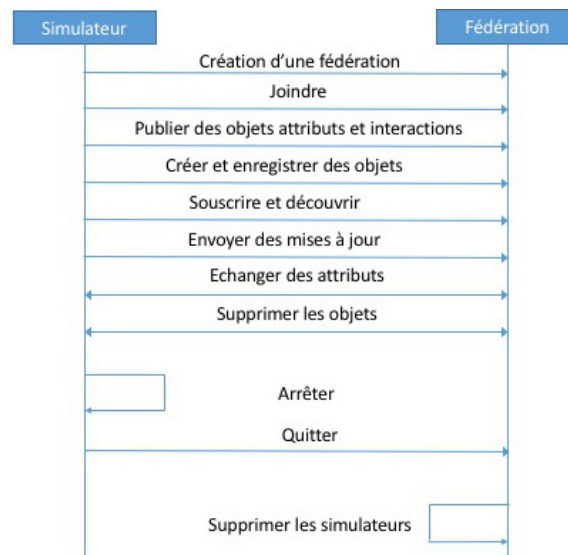 Simulateur
Fédération
Création d'une fédération
Joindre
Publier des objets attributs et interactions
Créer et enregistrer des objets
Souscrire et découvrir
Envoyer des mises à jour
Echanger des attributs
Supprimer les objets
Arrêter
Quitter
Supprimer les simulateurs